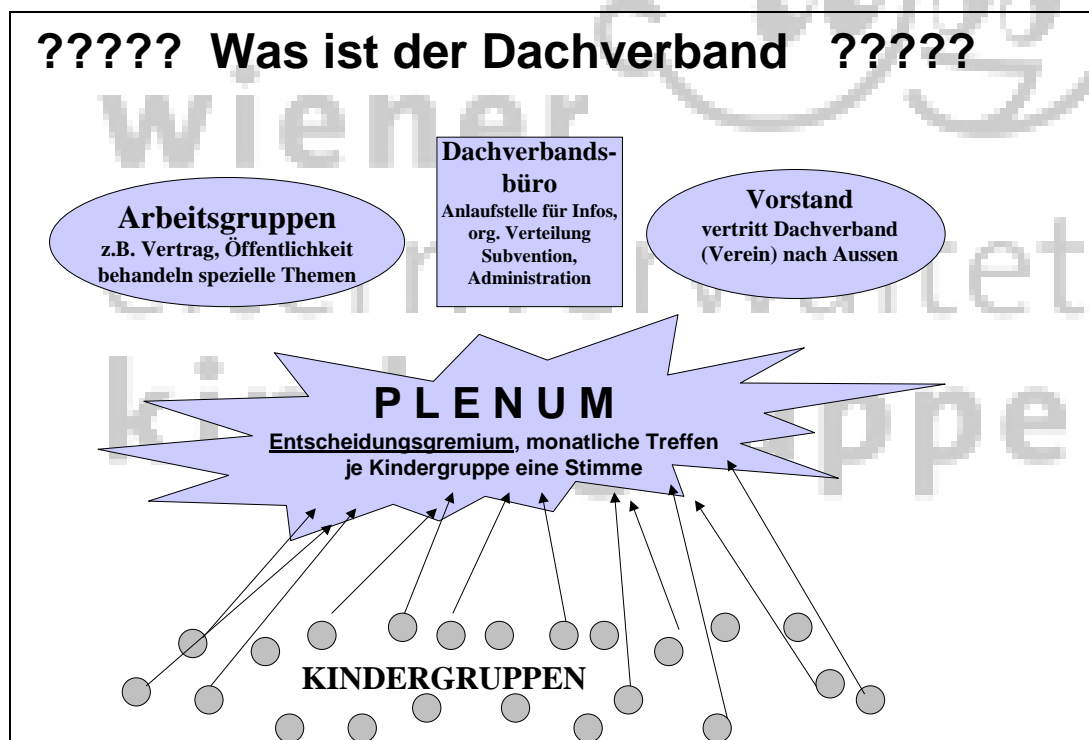 ????? Was ist der Dachverband ?????
wiener
Dachverbands-
büro
Anlaufstelle für Infos,
org. Verteilung
Subvention,
Administration
Arbeitsgruppen
z.B. Vertrag, Öffentlichkeit
behandeln spezielle Themen
Vorstand
vertritt Dachverband
(Verein) nach Aussen
P L E N U M
Entscheidungsgremium, monatliche Treffen
je Kindergruppe eine Stimme
KINDERGRUPPEN